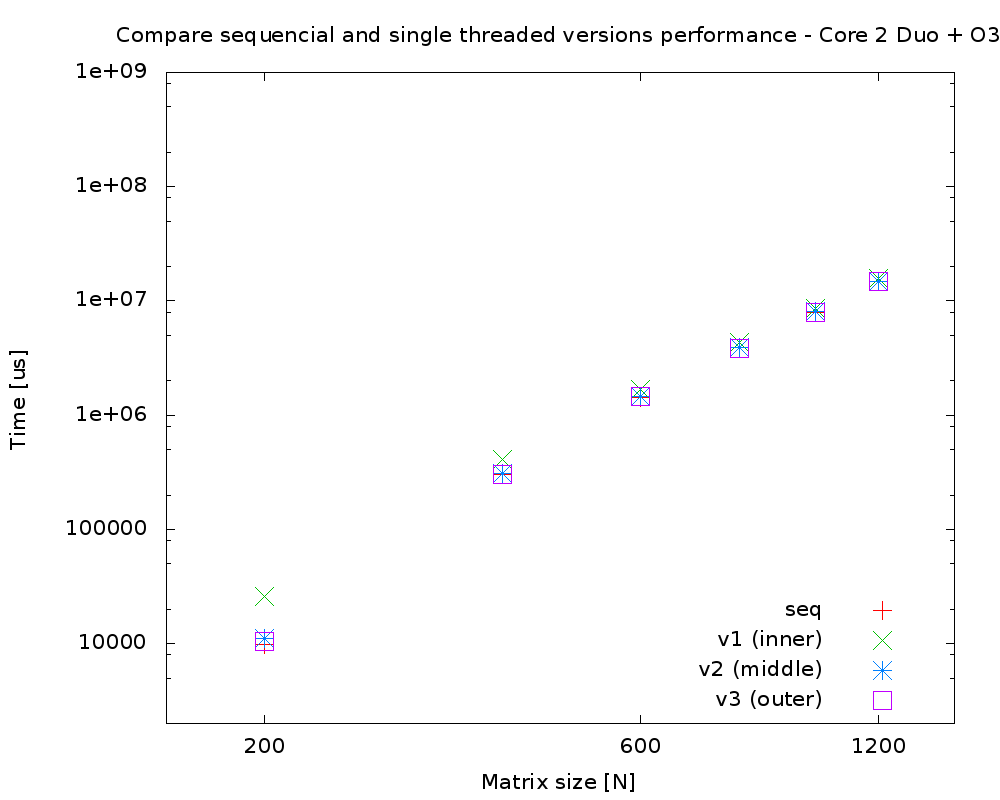 Compare sequencial and single threaded versions performance - Core 2 Duo + O3
1e+09
1e+08
1e+07
1e+06
100000
10000
Time [us]
seq
v1 (inner)
v2 (middle)
v3 (outer)
200
600
1200
Matrix size [N]